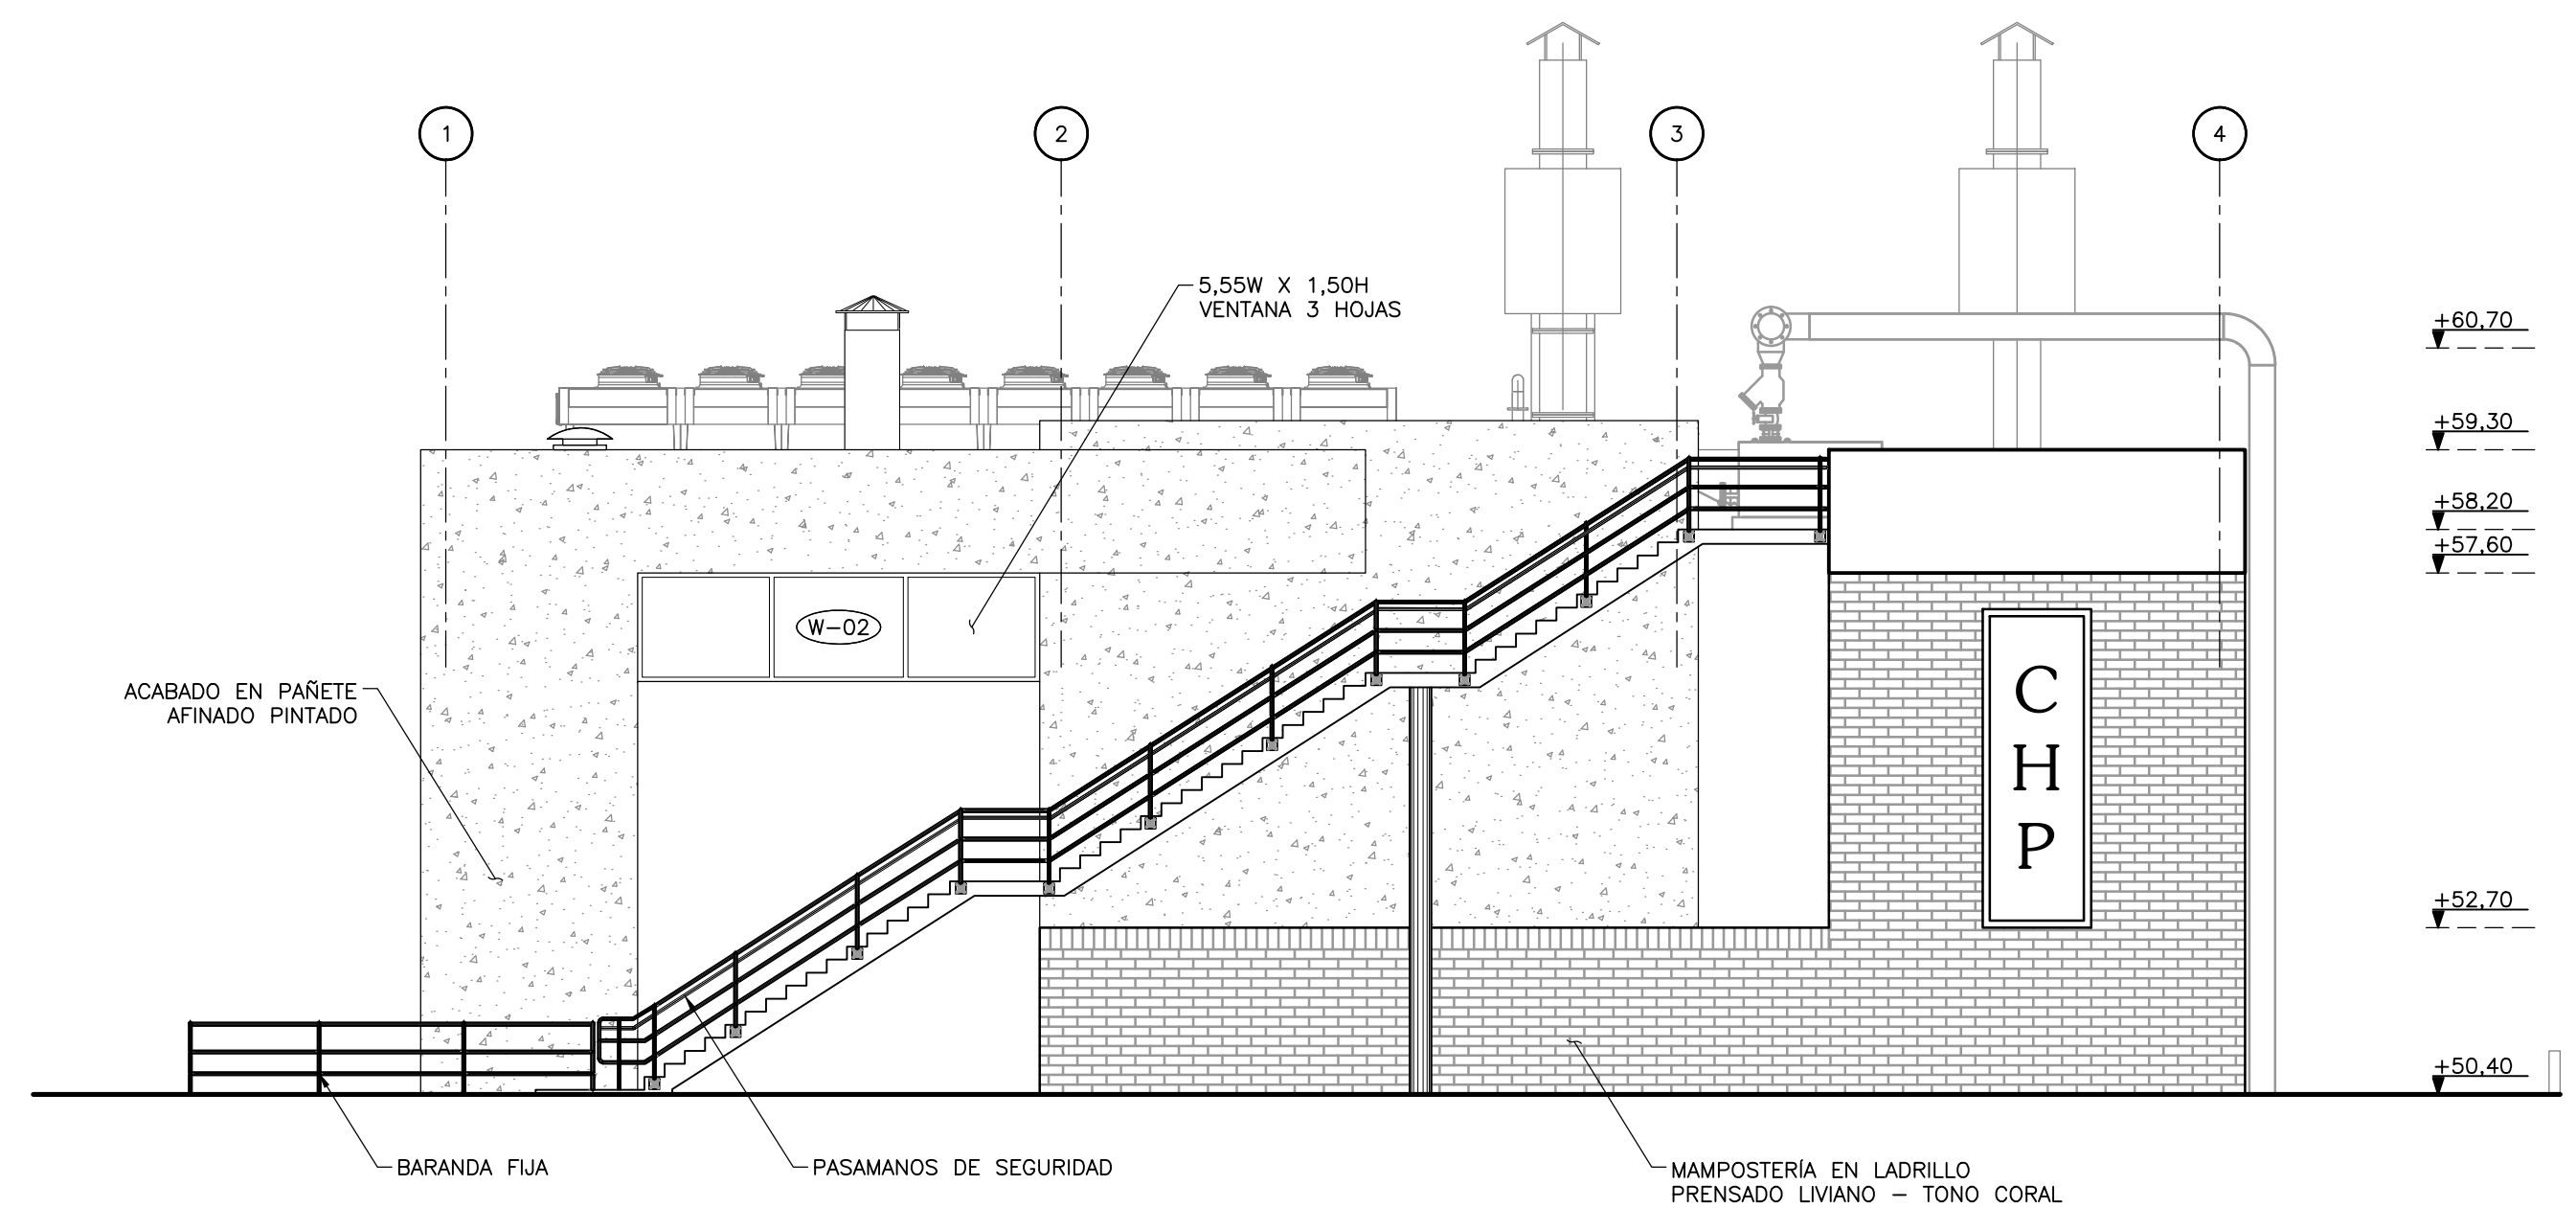 1
2
3
4
5,55W X 1,50H
VENTANA 3 HOJAS
+60,70
+59,30
+58,20
+57,60
W-02
ACABADO EN PAÑETE
AFINADO PINTADO
C
H
P
+52,70
+50,40
BARANDA FIJA
PASAMANOS DE SEGURIDAD
MAMPOSTERÍA EN LADRILLO
PRENSADO LIVIANO - TONO CORAL